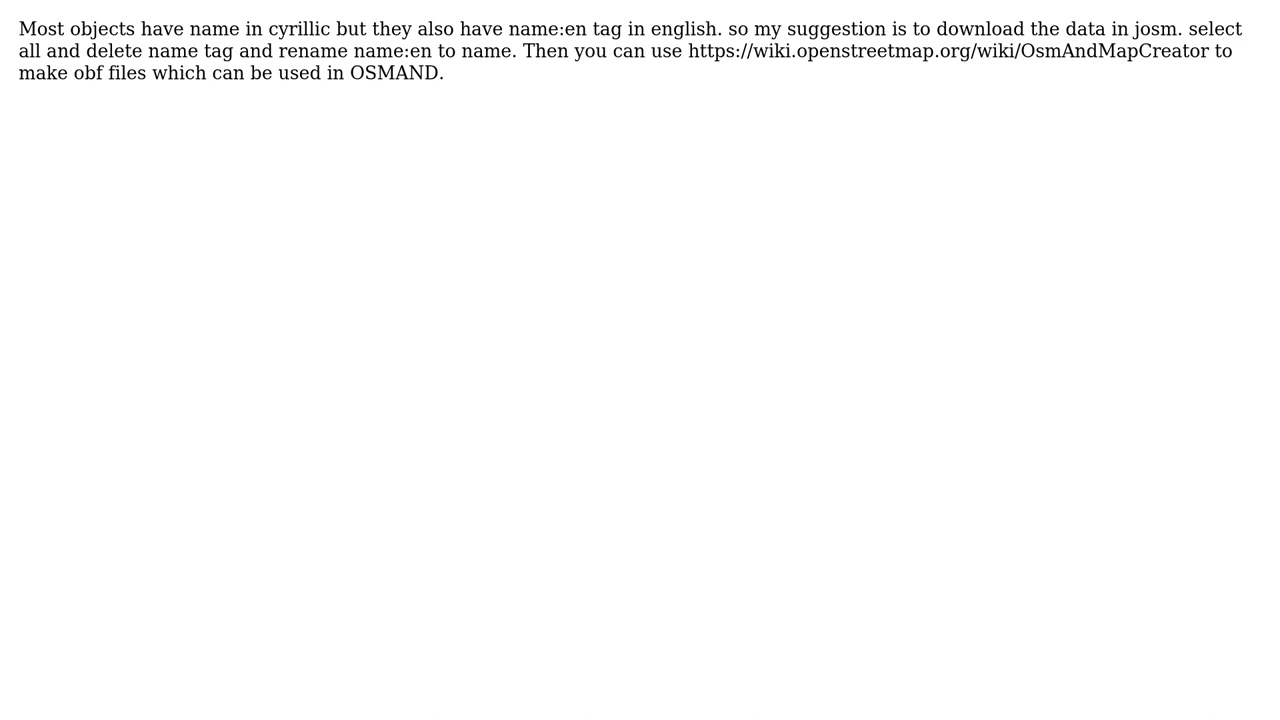 Most objects have name in cyrillic but they also have name:en tag in english. so my suggestion is to download the data in josm. select
all and delete name tag and rename name:en to name. Then you can use https://wiki.openstreetmap.org/wiki/OsmAndMapCreator to
make obf files which can be used in OSMAND.